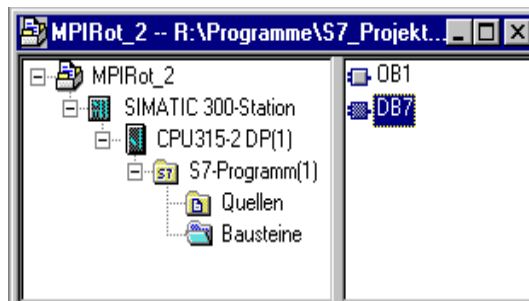 MPIRot_2 -- R:\Programme\S7_Projekt...
MPIRot_2
SIMATIC 300-Station
CPU315-2 DP(1)
S7-Programm(1)
Quellen
Bausteine
OB1
DB7